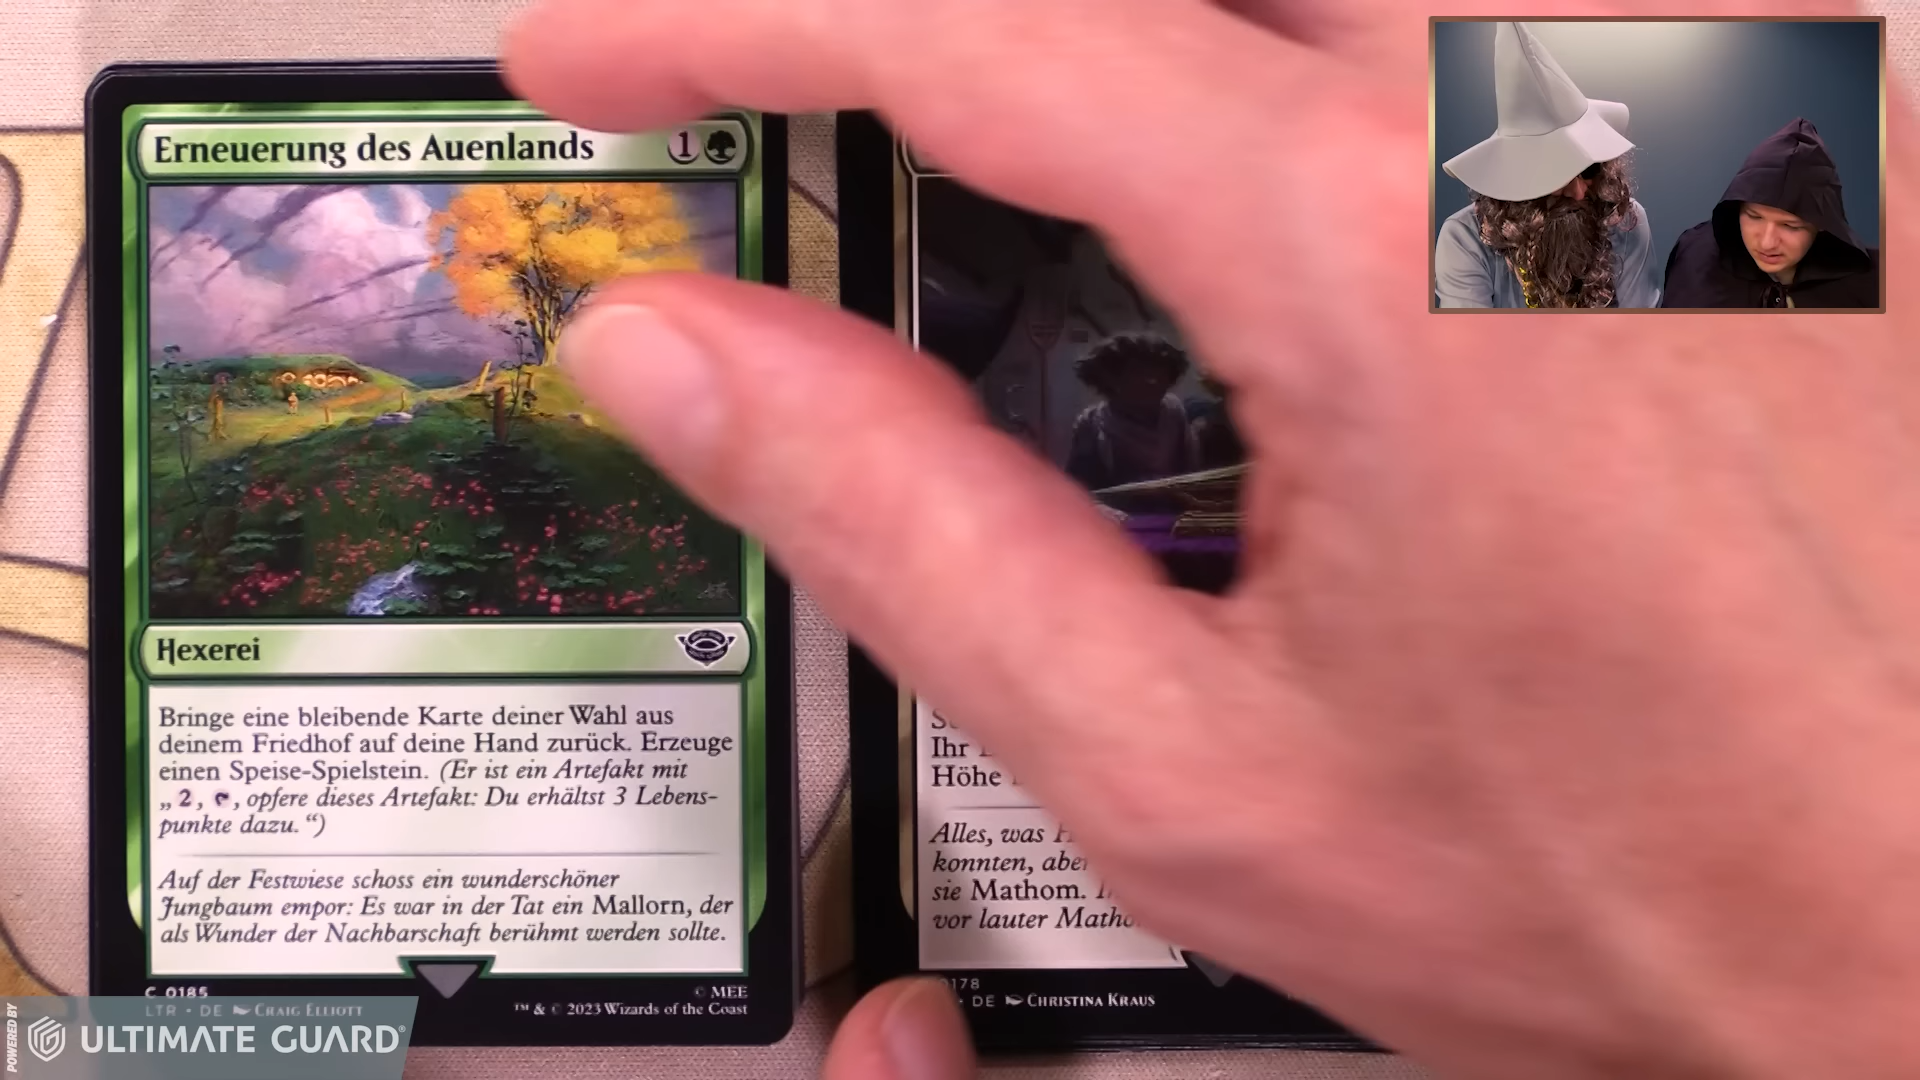 Erneuerung des Auenlands 1
Hexerei
Bringe eine bleibende Karte deiner Wahl aus
deinem Friedhof auf deine Hand zurück. Erzeuge
einen Speise-Spielstein. (Er ist ein Artefakt mit
„2, , opfere dieses Artefakt: Du erhältst 3 Lebens-
punkte dazu.“)
Auf der Festwiese schoss ein wunderschöner
Jungbaum empor: Es war in der Tat ein Mallorn, der
als Wunder der Nachbarschaft berühmt werden sollte.
C 0185
LTR • DE CRAIG ELLIOTT
© MEE
™ & © 2023 Wizards of the Coast
Ihr
Höhe
Alles, was
konnten, aber
sie Mathom.
vor lauter
0178
• DE CHRISTINA KRAUS
POWERED BY
ULTIMATE GUARD®